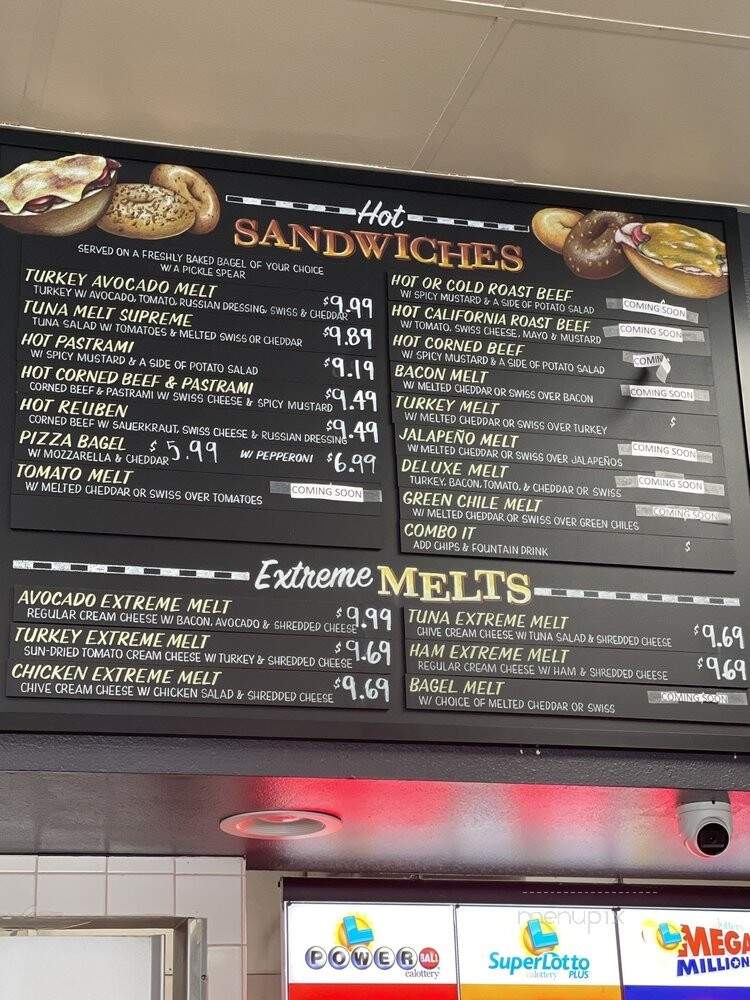 Hot
SANDWICHES
SERVED ON A FRESHLY BAKED BAGEL OF YOUR CHOICE
W/A PICKLE SPEAR
TURKEY AVOCADO MELT
TURKEY W/ AVOCADO, TOMATO, RUSSIAN DRESSING, SWISS & CHEDDAR $9.99
TUNA MELT SUPREME
TUNA SALAD W/ TOMATOES & MELTED SWISS OR CHEDDAR $9.89
HOT PASTRAMI
W/ SPICY MUSTARD & A SIDE OF POTATO SALAD $9.19
HOT CORNED BEEF & PASTRAMI
CORNED BEEF & PASTRAMI W/ SWISS CHEESE & SPICY MUSTARD $9.49
HOT REUBEN
CORNED BEEF W/ SAUERKRAUT, SWISS CHEESE & RUSSIAN DRESSING $9.49
PIZZA BAGEL $5.99 W/ PEPPERONI $6.99
W/ MOZZARELLA & CHEDDAR
TOMATO MELT
W/ MELTED CHEDDAR OR SWISS OVER TOMATOES COMING SOON
HOT OR COLD ROAST BEEF
W/ SPICY MUSTARD & A SIDE OF POTATO SALAD COMING SOON
HOT CALIFORNIA ROAST BEEF
W/ TOMATO, SWISS CHEESE, MAYO & MUSTARD COMING SOON
HOT CORNED BEEF
W/ SPICY MUSTARD & A SIDE OF POTATO SALAD COMING
BACON MELT
W/ MELTED CHEDDAR OR SWISS OVER BACON COMING SOON
TURKEY MELT
W/ MELTED CHEDDAR OR SWISS OVER TURKEY $
JALAPEÑO MELT
W/ MELTED CHEDDAR OR SWISS OVER JALAPEÑOS COMING SOON
DELUXE MELT
TURKEY, BACON, TOMATO, & CHEDDAR OR SWISS COMING SOON
GREEN CHILE MELT
W/ MELTED CHEDDAR OR SWISS OVER GREEN CHILES COMING SOON
COMBO IT
ADD CHIPS & FOUNTAIN DRINK $
Extreme MELTS
AVOCADO EXTREME MELT
REGULAR CREAM CHEESE W/ BACON, AVOCADO & SHREDDED CHEESE $9.99
TURKEY EXTREME MELT
SUN-DRIED TOMATO CREAM CHEESE W/ TURKEY & SHREDDED CHEESE $9.69
CHICKEN EXTREME MELT
CHIVE CREAM CHEESE W/ CHICKEN SALAD & SHREDDED CHEESE $9.69
TUNA EXTREME MELT
CHIVE CREAM CHEESE W/ TUNA SALAD & SHREDDED CHEESE $9.69
HAM EXTREME MELT
REGULAR CREAM CHEESE W/ HAM & SHREDDED CHEESE $9.69
BAGEL MELT
W/ CHOICE OF MELTED CHEDDAR OR SWISS COMING SOON
menupix
POWER BALL
calottery
SuperLotto
calottery PLUS
MEGA
MILLION